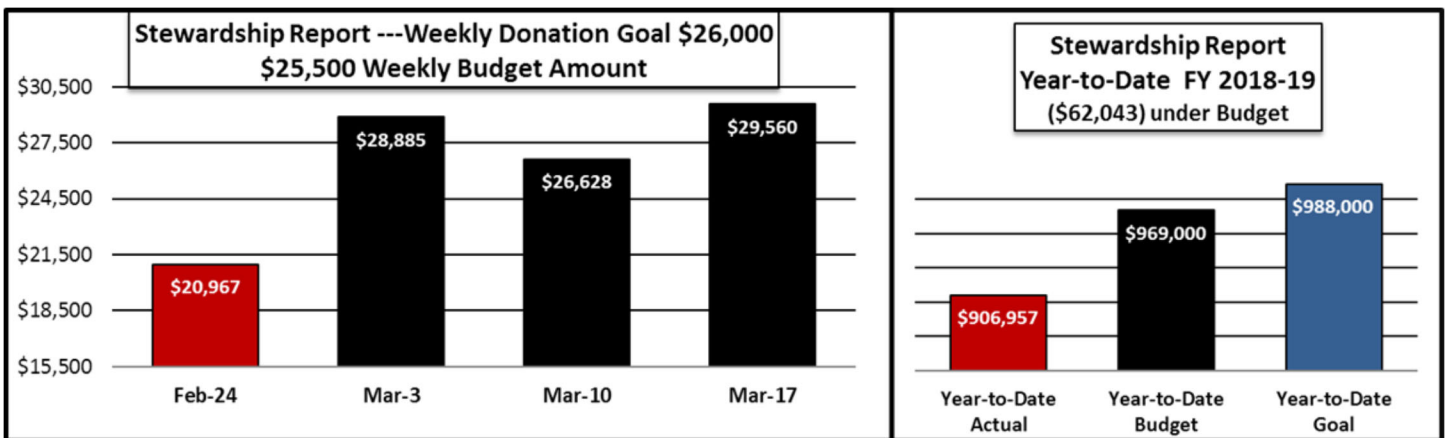 Stewardship Report ---Weekly Donation Goal $26,000
$25,500 Weekly Budget Amount
$30,500
$27,500
$24,500
$21,500
$18,500
$15,500
$20,967
$28,885
$26,628
$29,560
Feb-24
Mar-3
Mar-10
Mar-17
Stewardship Report
Year-to-Date FY 2018-19
($62,043) under Budget
$906,957
$969,000
$988,000
Year-to-Date
Actual
Year-to-Date
Budget
Year-to-Date
Goal